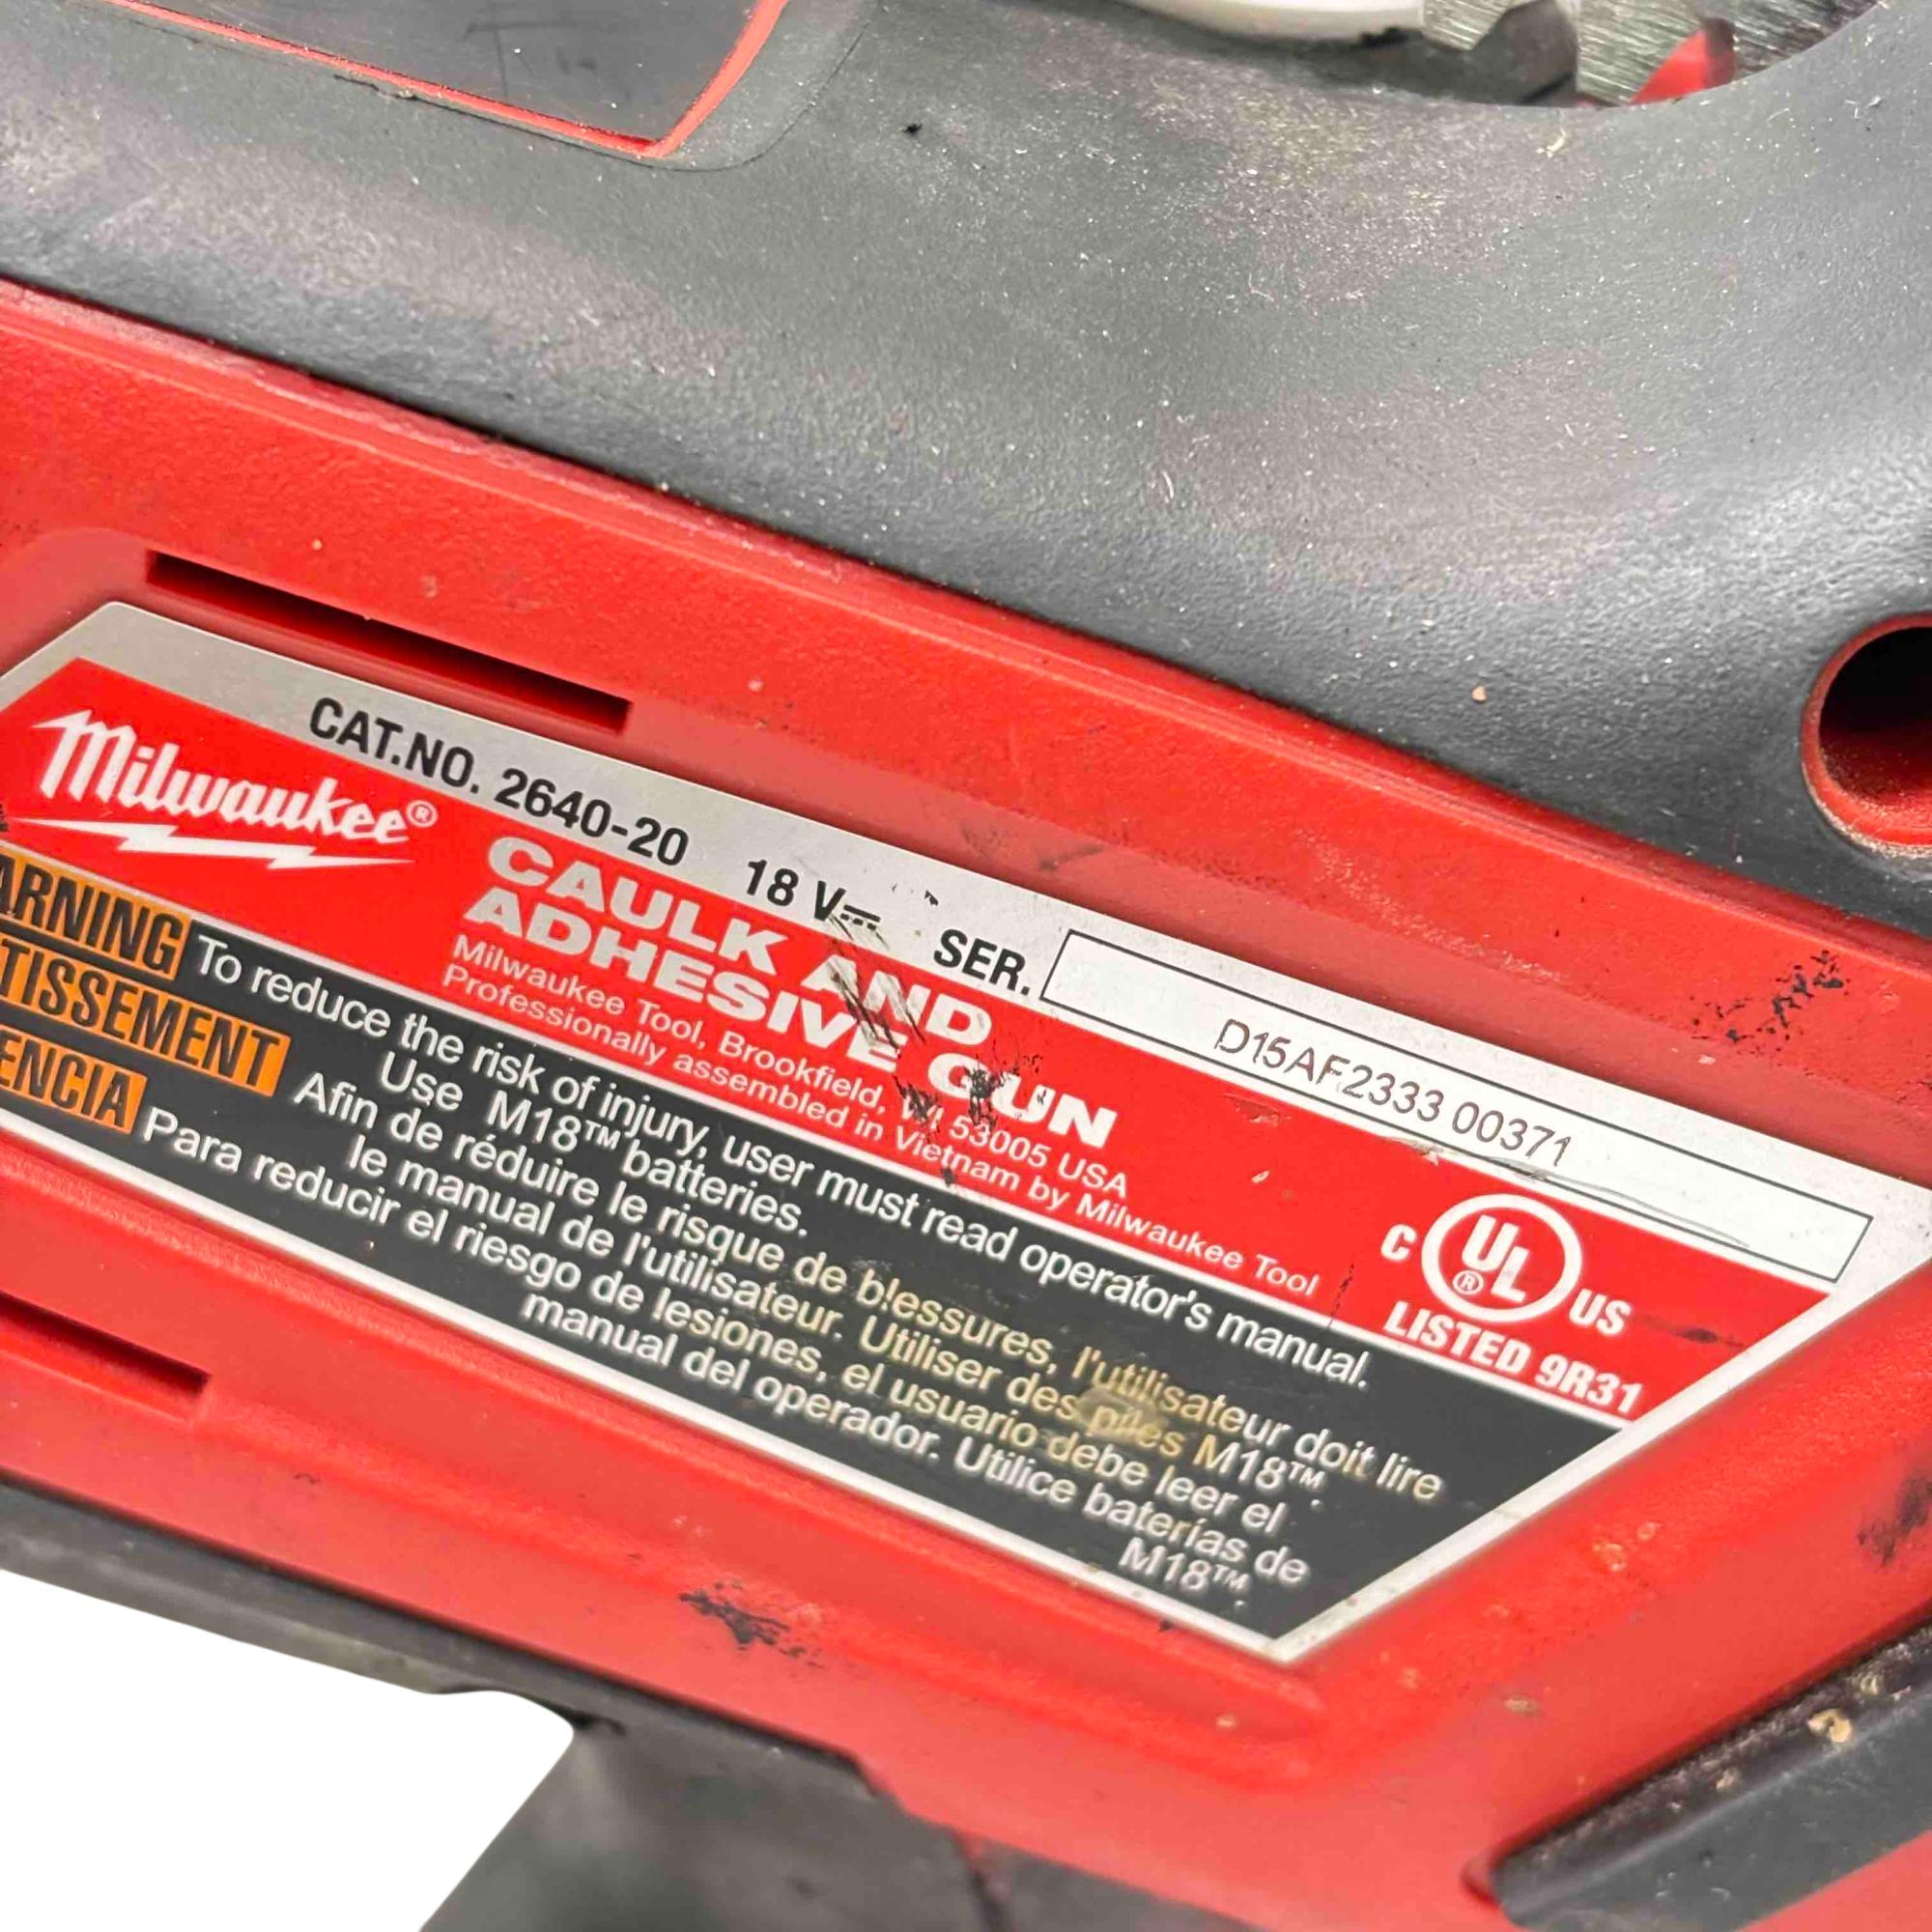 CAT.NO. 2640-20 18 V⎓ SER. D15AF2333 00371
Milwaukee®
CAULK AND
ADHESIVE GUN
Milwaukee Tool, Brookfield, WI 53005 USA
Professionally assembled in Vietnam by Milwaukee Tool
C UL® US
LISTED 9R31
ARNING To reduce the risk of injury, user must read operator's manual.
Use M18™ batteries.
TISSEMENT Afin de réduire le risque de blessures, l'utilisateur doit lire
le manual de l'utilisateur. Utiliser des piles M18™.
ENCIA Para reducir el riesgo de lesiones, el usuario debe leer el
manual del operador. Utilice baterías de
M18™.